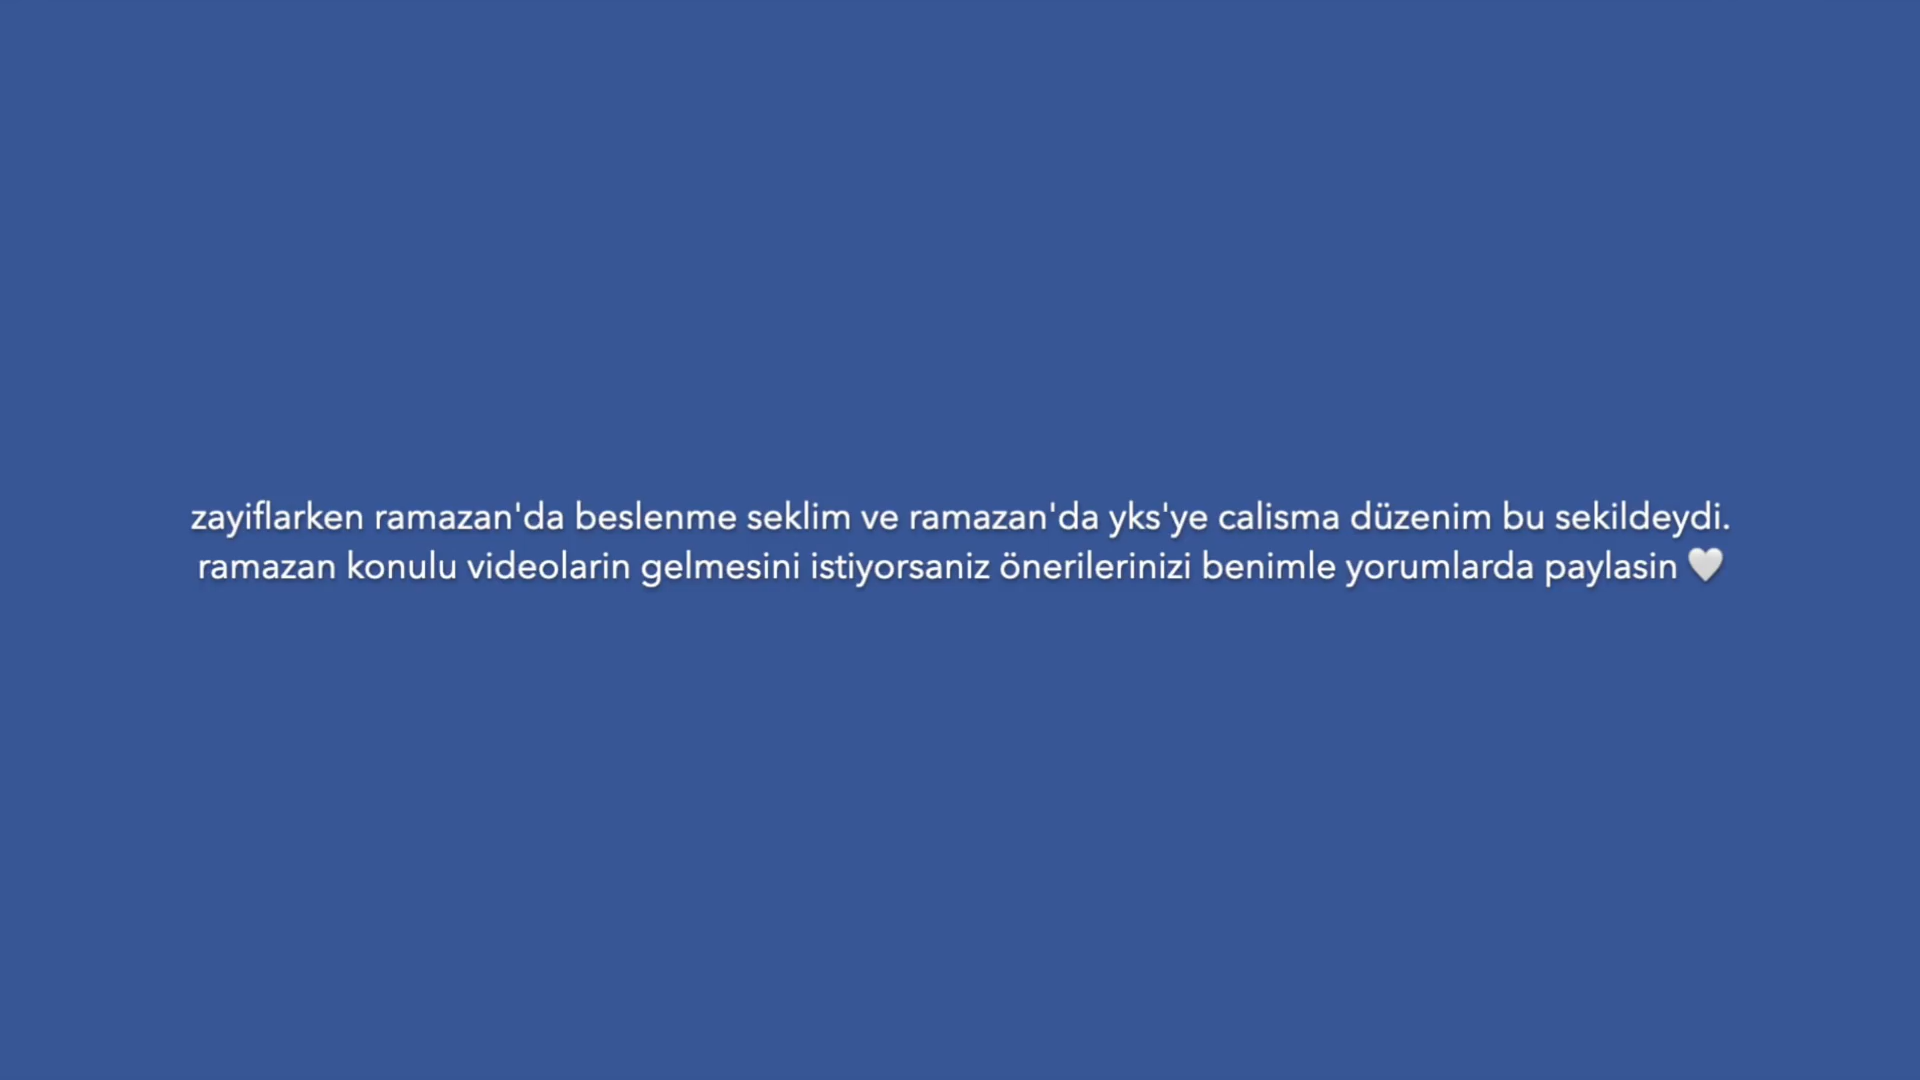 zayiflarken ramazan'da beslenme seklim ve ramazan'da yks'ye calisma düzenim bu sekildeydi.
ramazan konulu videolarin gelmesini istiyorsaniz önerilerinizi benimle yorumlarda paylasin 🤍